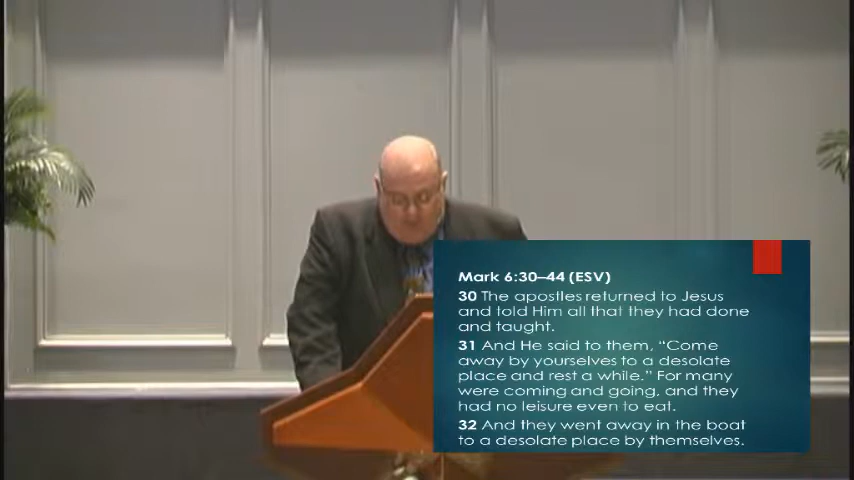 Mark 6:30–44 (ESV)
30 The apostles returned to Jesus
and told Him all that they had done
and taught.
31 And He said to them, “Come
away by yourselves to a desolate
place and rest a while.” For many
were coming and going, and they
had no leisure even to eat.
32 And they went away in the boat
to a desolate place by themselves.